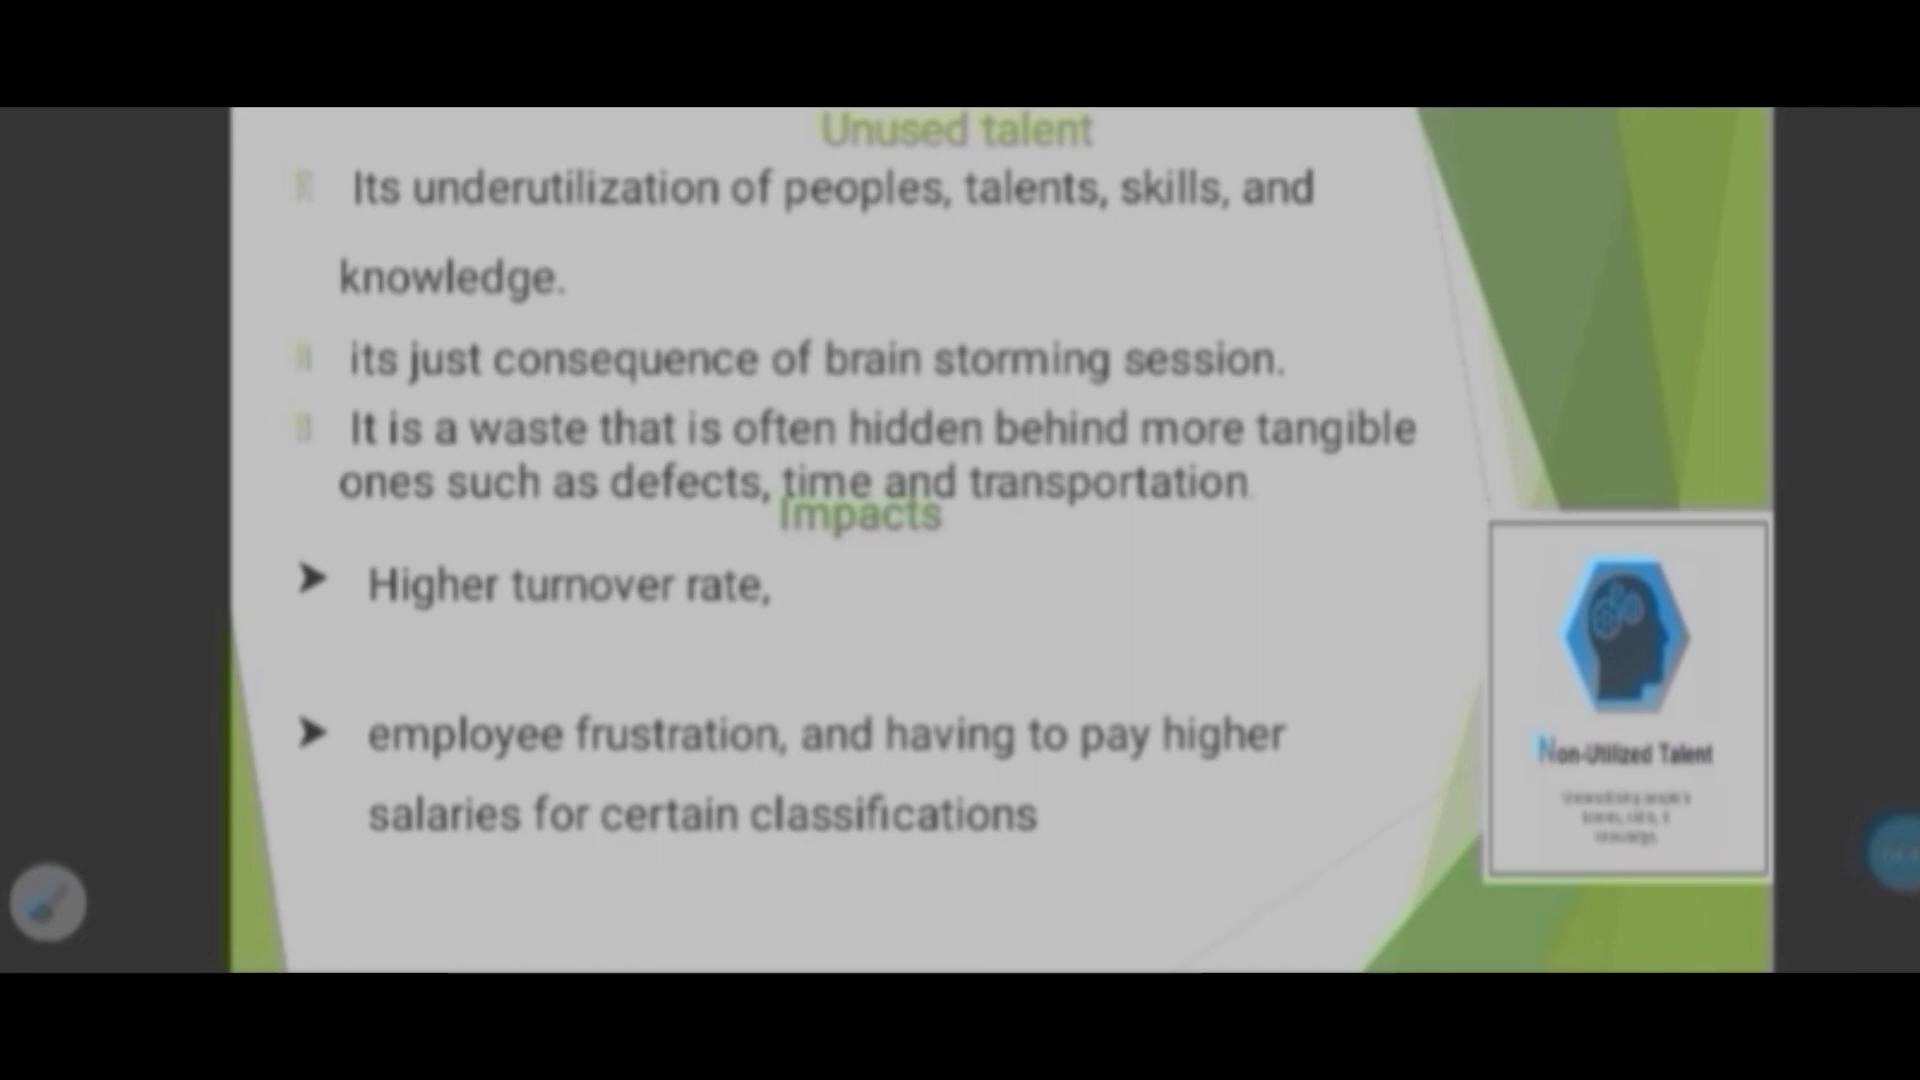 Unused talent
Its underutilization of peoples, talents, skills, and
knowledge.
its just consequence of brain storming session.
It is a waste that is often hidden behind more tangible
ones such as defects, time and transportation.
Impacts
Higher turnover rate,
employee frustration, and having to pay higher
salaries for certain classifications
Non-Utilized Talent